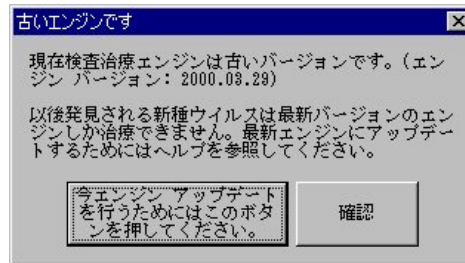 古いエンジンです
現在検査治療エンジンは古いバージョンです。(エン
ジン バージョン: 2000.03.29)
以後発見される新種ウイルスは最新バージョンのエン
ジンしか治療できません。最新エンジンにアップデー
トするためにはヘルプを参照してください。
今エンジン アップデート
を行うためにはこのボタ
ンを押してください。
確認